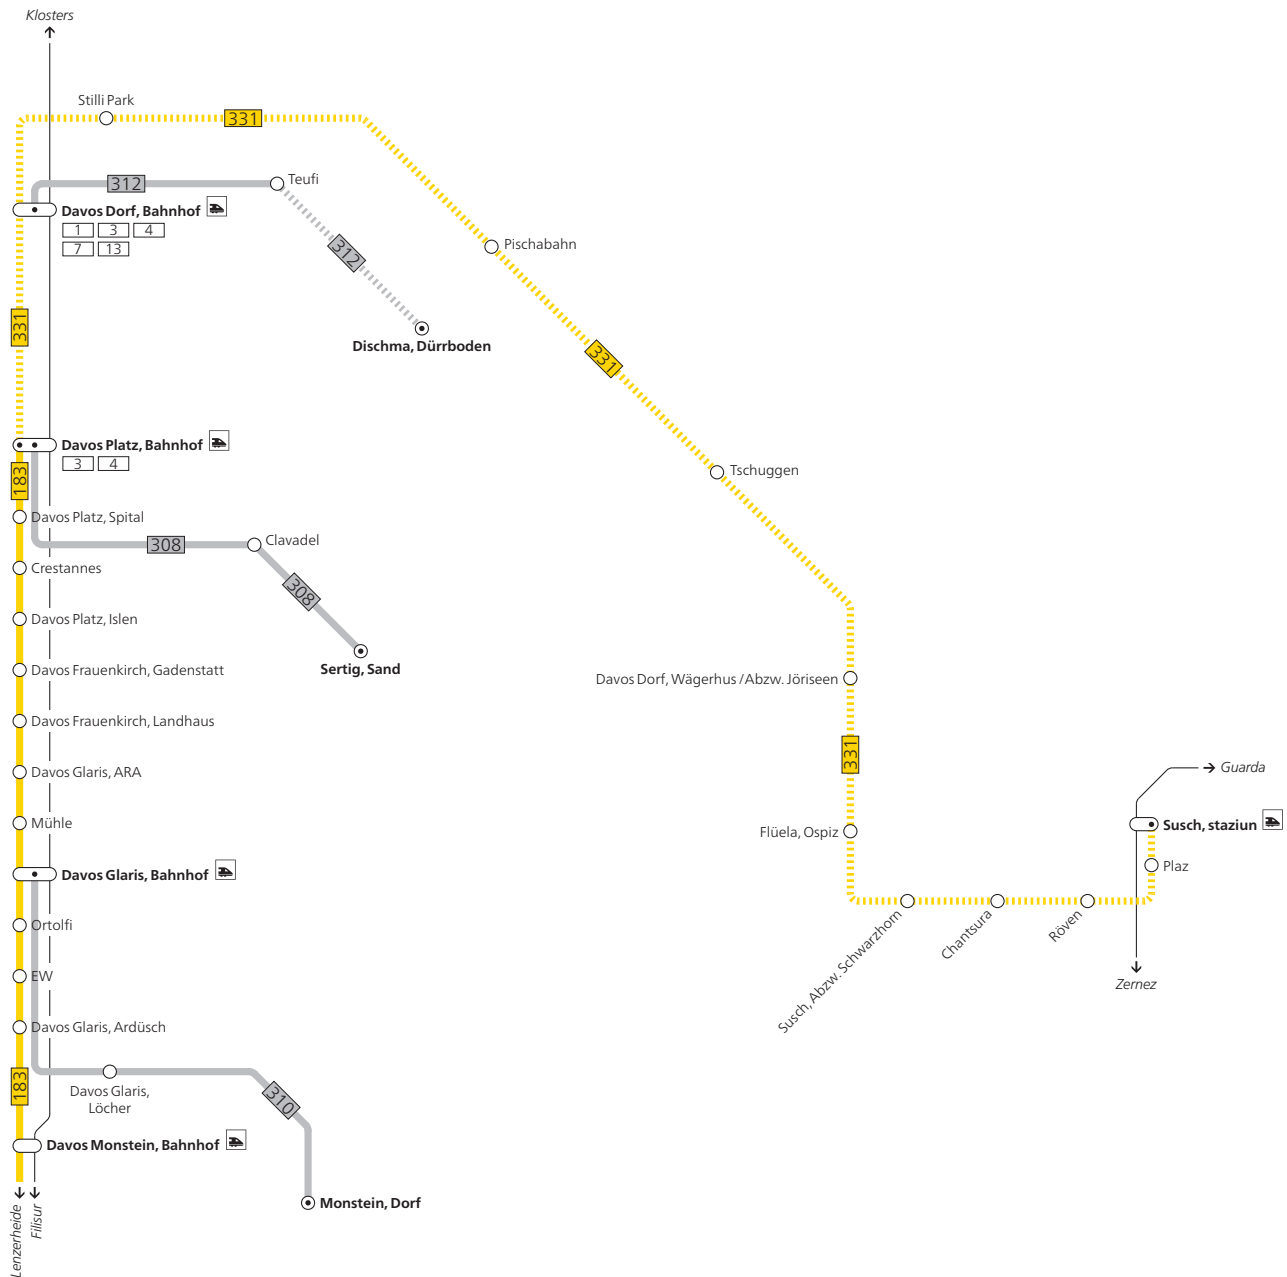 Klosters
Stilli Park
331
312
Teufi
Davos Dorf, Bahnhof
1 3 4
7 13
312
Pischabahn
331
Dischma, Dürrboden
331
Davos Platz, Bahnhof
3 4
183
Tschuggen
Davos Platz, Spital
308
Clavadel
Crestannes
308
Davos Platz, Islen
Sertig, Sand
Davos Frauenkirch, Gadenstatt
Davos Dorf, Wägerhus /Abzw. Jöriseen
Davos Frauenkirch, Landhaus
331
Davos Glaris, ARA
Guarda
Mühle
Flüela, Ospiz
Susch, staziun
Davos Glaris, Bahnhof
Plaz
Ortolfi
Susch, Abzw. Schwarzhorn
Chantsura
Röven
EW
Zernez
Davos Glaris, Ardüsch
183
Davos Glaris,
Löcher
310
Davos Monstein, Bahnhof
Monstein, Dorf
Lenzerheide
Filisur